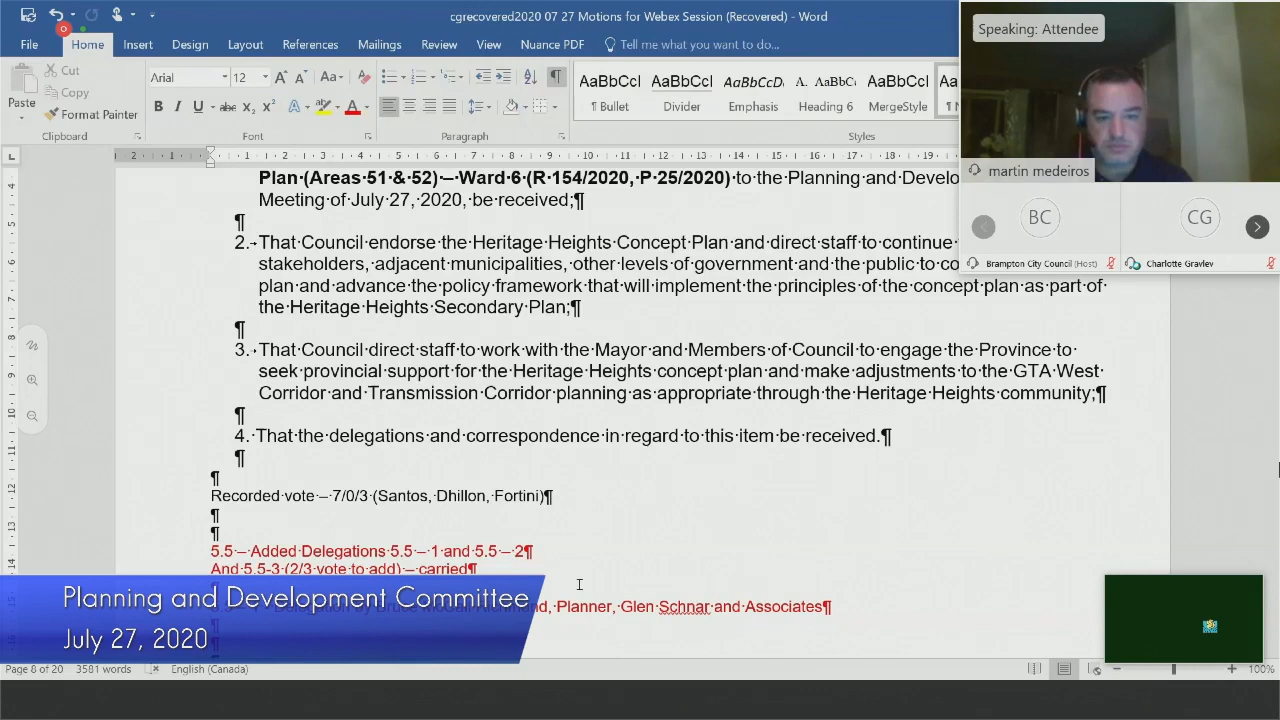 cgrecovered2020 07 27 Motions for Webex Session (Recovered) - Word
File Home Insert Design Layout References Mailings Review View Nuance PDF Tell me what you want to do...
Speaking: Attendee
Paste
Cut
Copy
Format Painter
Arial 12
Clipboard Font Paragraph Styles
AaBbCcI AaBbCcI AaBbCcD AaBbC AaBbCcI
¶ Bullet Divider Emphasis Heading 6 MergeStyle
martin medeiros
BC CG
Brampton City Council (Host) Charlotte Gravlev
Plan·(Areas·51·&·52)·–·Ward·6·(R·154/2020,·P·25/2020)·to·the·Planning·and·Develo
Meeting·of·July·27,·2020,·be·received;¶
¶
2.·That·Council·endorse·the·Heritage·Heights·Concept·Plan·and·direct·staff·to·continue
stakeholders,·adjacent·municipalities,·other·levels·of·government·and·the·public·to·co
plan·and·advance·the·policy·framework·that·will·implement·the·principles·of·the·concept·plan·as·part·of·
the·Heritage·Heights·Secondary·Plan;¶
¶
3.·That·Council·direct·staff·to·work·with·the·Mayor·and·Members·of·Council·to·engage·the·Province·to·
seek·provincial·support·for·the·Heritage·Heights·concept·plan·and·make·adjustments·to·the·GTA·West·
Corridor·and·Transmission·Corridor·planning·as·appropriate·through·the·Heritage·Heights·community;¶
¶
4.·That·the·delegations·and·correspondence·in·regard·to·this·item·be·received.¶
¶
¶
Recorded·vote·–·7/0/3·(Santos,·Dhillon,·Fortini)¶
¶
¶
5.5·–·Added·Delegations·5.5·–·1·and·5.5·–·2¶
And·5.5-3·(2/3·vote·to·add)·–·carried¶
Planner,·Glen·Schnar·and·Associates¶
Planning and Development Committee
July 27, 2020
Page 8 of 20 3581 words English (Canada) 100%